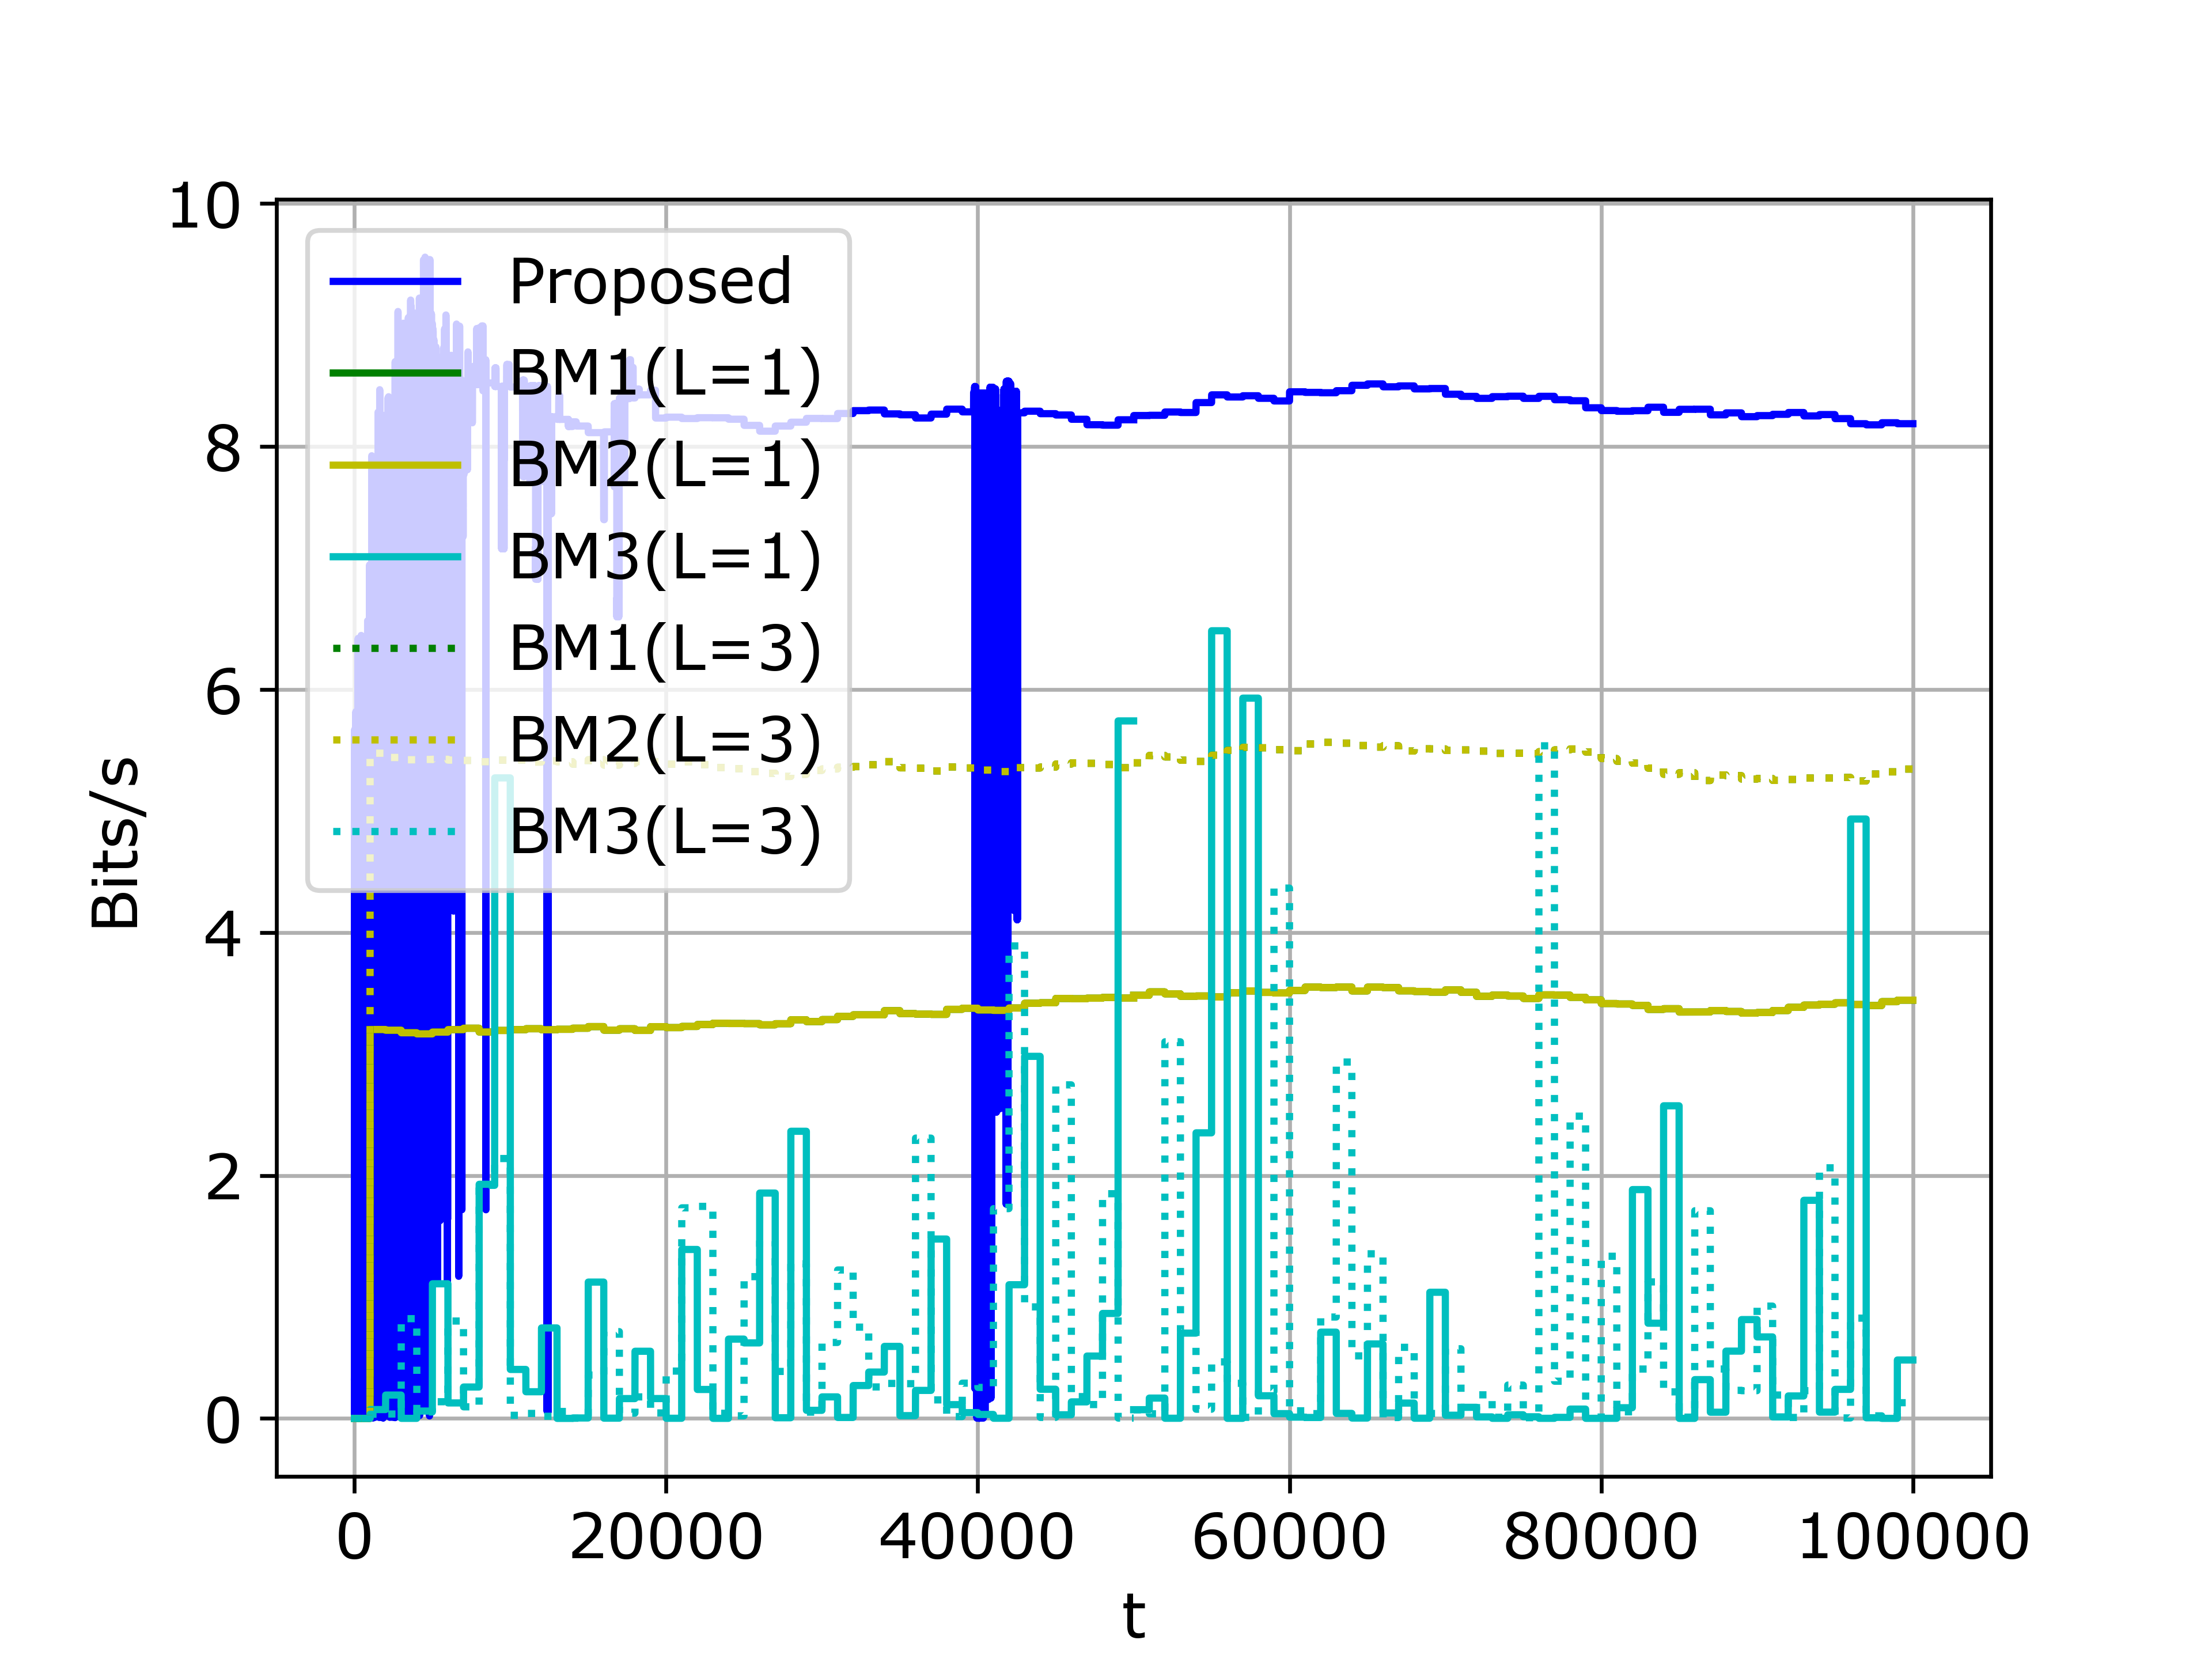 10
8
6
4
2
0
Bits/s
Proposed
BM1(L=1)
BM2(L=1)
BM3(L=1)
BM1(L=3)
BM2(L=3)
BM3(L=3)
0 20000 40000 60000 80000 100000
t